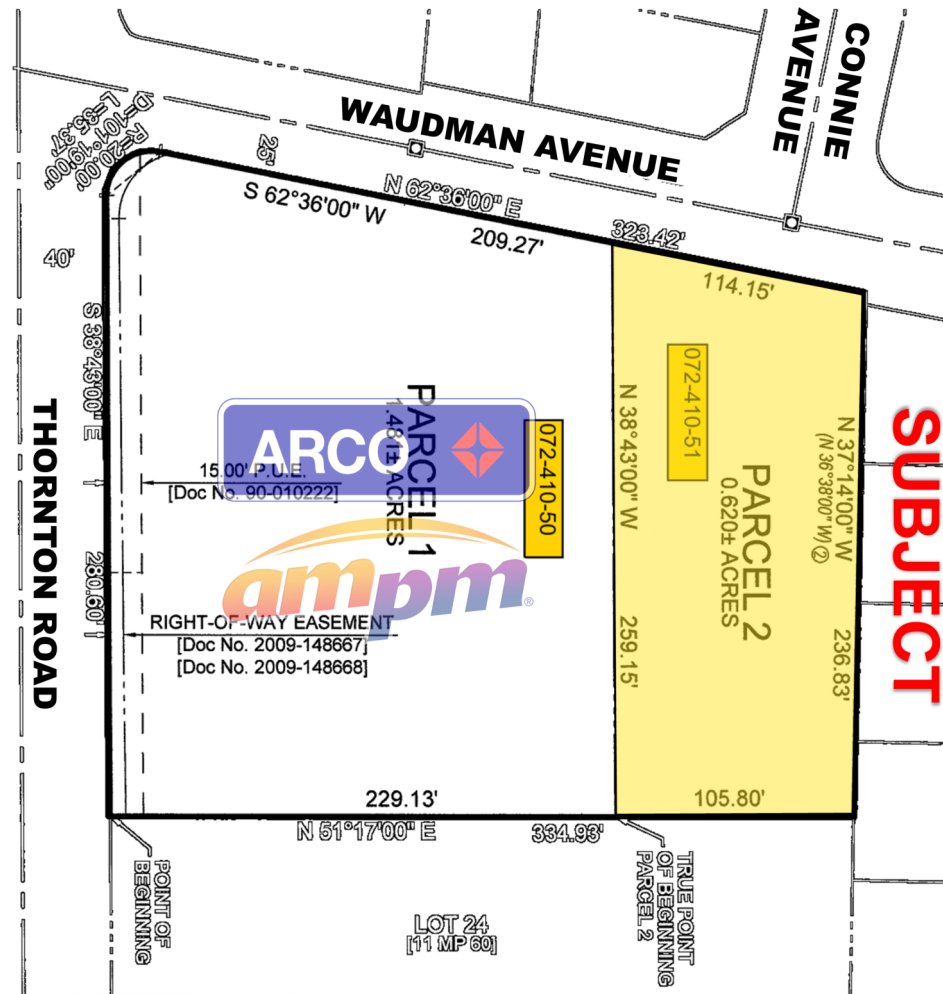 CONNIE
AVENUE
WAUDMAN AVENUE
D=101°19'00"
R=20.00'
L=35.37'
25'
N 62°36'00" E
323.42'
S 62°36'00" W
209.27'
114.15'
40'
S 38°43'00" E
280.60'
THORNTON ROAD
PARCEL 1
1.481± ACRES
072-410-50
ARCO
15.00' P.U.E.
[Doc No. 90-010222]
ampm®
RIGHT-OF-WAY EASEMENT
[Doc No. 2009-148667]
[Doc No. 2009-148668]
N 38°43'00" W
259.15'
072-410-51
PARCEL 2
0.620± ACRES
N 37°14'00" W
(N 36°38'00" W) ②
236.83'
SUBJECT
229.13'
105.80'
N 51°17'00" E
334.93'
POINT OF
BEGINNING
TRUE POINT
OF BEGINNING
PARCEL 2
LOT 24
[11 MP 60]